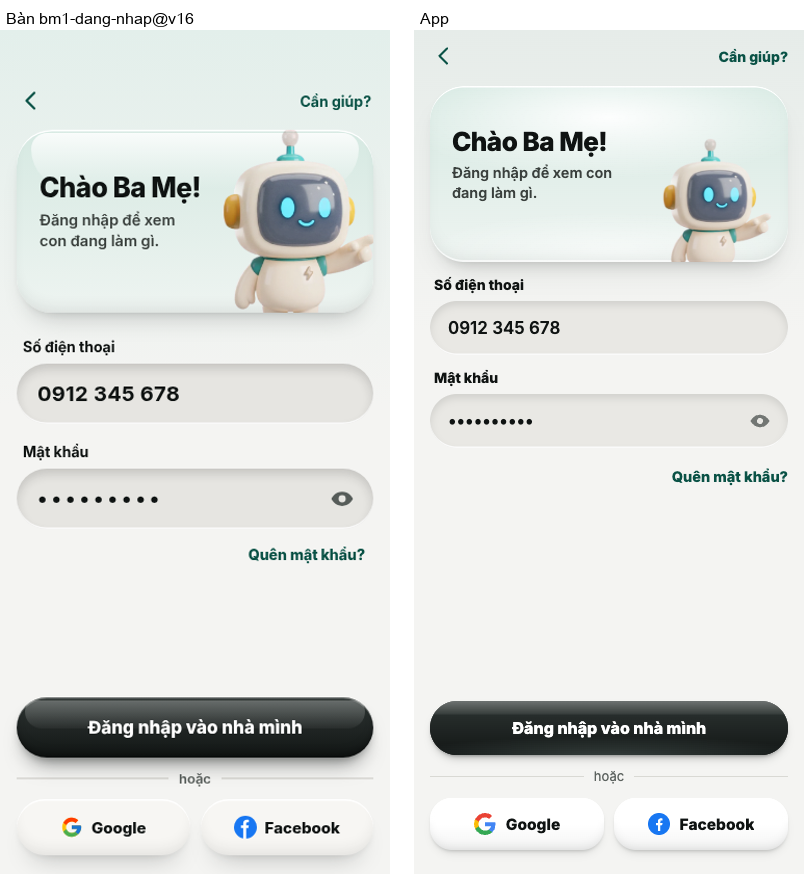 Bản bm1-dang-nhap@v16
Cần giúp?
Chào Ba Mẹ!
Đăng nhập để xem
con đang làm gì.
Số điện thoại
0912 345 678
Mật khẩu
•••••••••
Quên mật khẩu?
Đăng nhập vào nhà mình
hoặc
Google
Facebook
App
Cần giúp?
Chào Ba Mẹ!
Đăng nhập để xem con
đang làm gì.
Số điện thoại
0912 345 678
Mật khẩu
••••••••••
Quên mật khẩu?
Đăng nhập vào nhà mình
hoặc
Google
Facebook